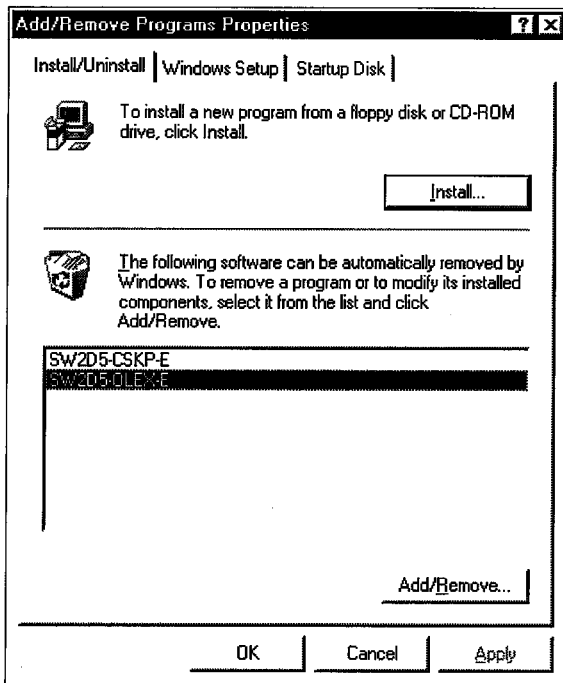 Add/Remove Programs Properties
Install/Uninstall
Windows Setup
Startup Disk
To install a new program from a floppy disk or CD-ROM
drive, click Install.
Install...
The following software can be automatically removed by
Windows. To remove a program or to modify its installed
components, select it from the list and click
Add/Remove.
SW2D5-CSKP-E
SW2D5-OLEX-E
Add/Remove...
OK
Cancel
Apply